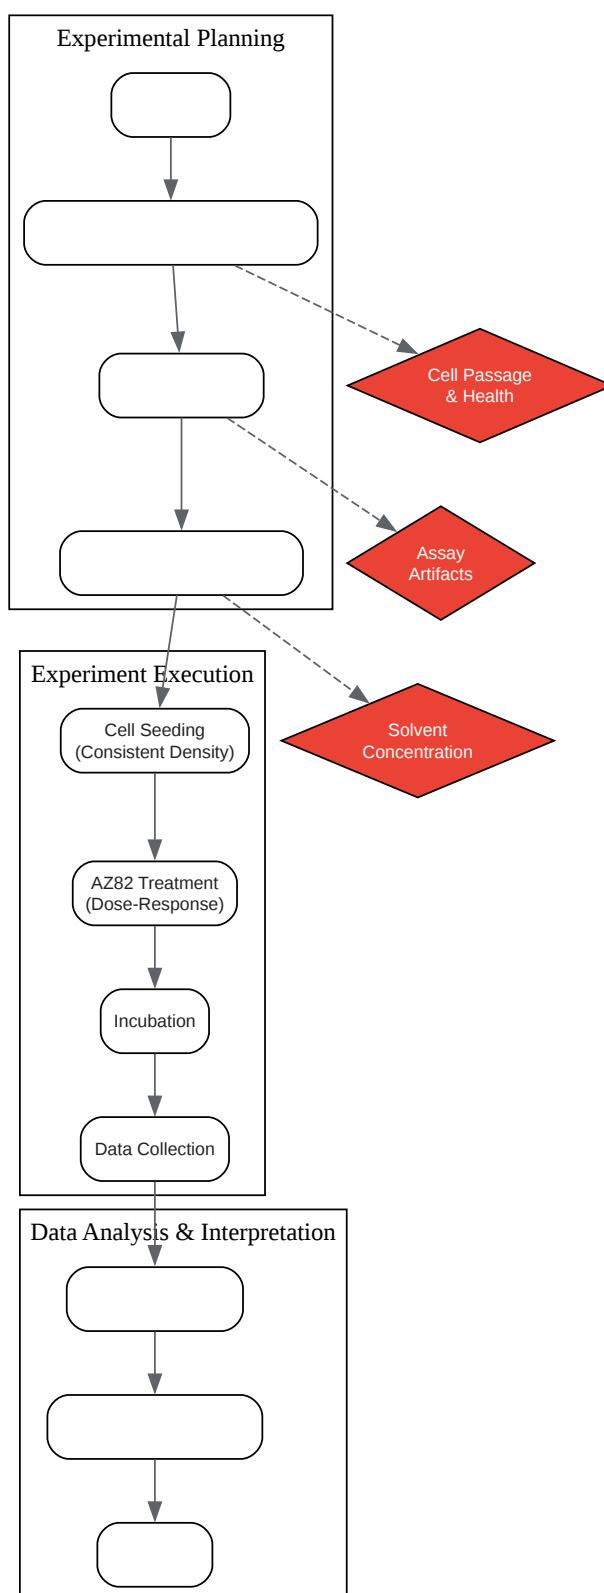 Experimental Planning
Cell Passage
& Health
Assay
Artifacts
Solvent
Concentration
Experiment Execution
Cell Seeding
(Consistent Density)
AZ82 Treatment
(Dose-Response)
Incubation
Data Collection
Data Analysis & Interpretation